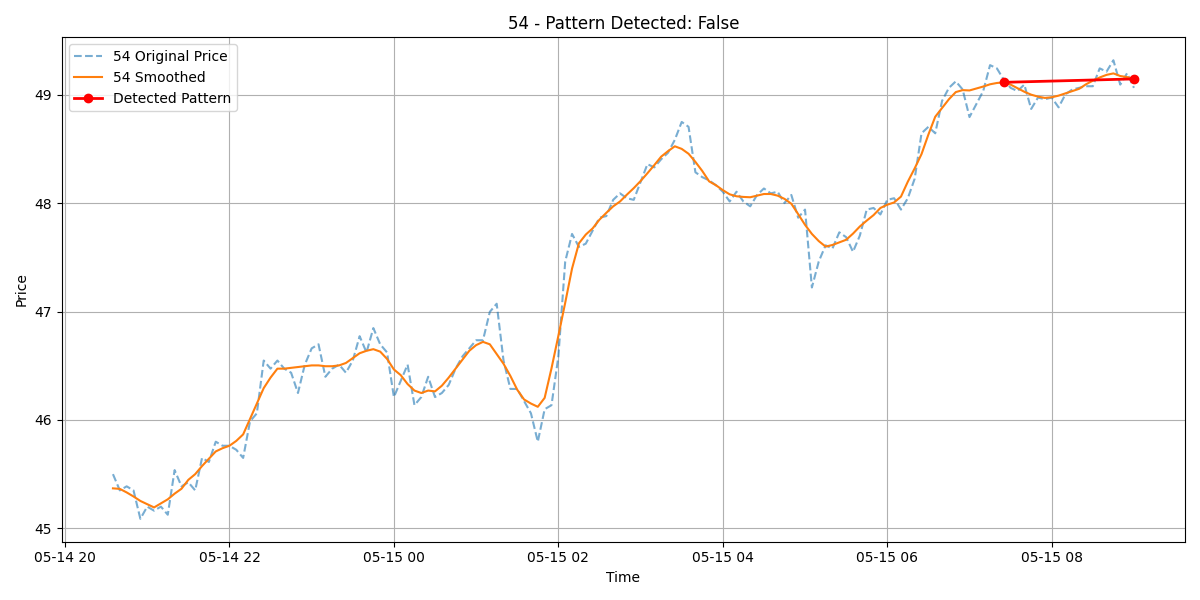 54 - Pattern Detected: False
54 Original Price
54 Smoothed
Detected Pattern
Price
49
48
47
46
45
05-14 20
05-14 22
05-15 00
05-15 02
05-15 04
05-15 06
05-15 08
Time